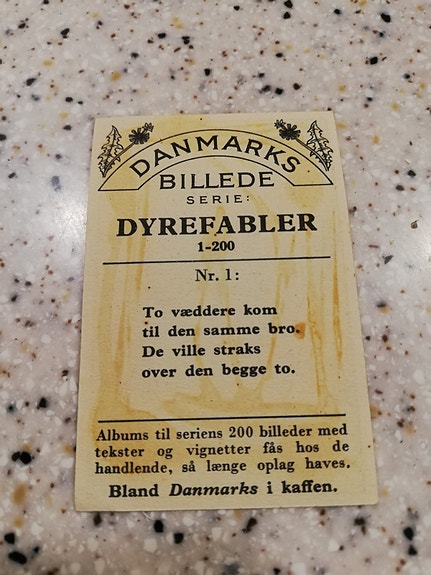 DANMARKS
BILLEDE
SERIE:
DYREFABLER
1-200
Nr. 1:
To væddere kom
til den samme bro.
De ville straks
over den begge to.
Albums til seriens 200 billeder med
tekster og vignetter fås hos de
handlende, så længe oplag haves.
Bland Danmarks i kaffen.